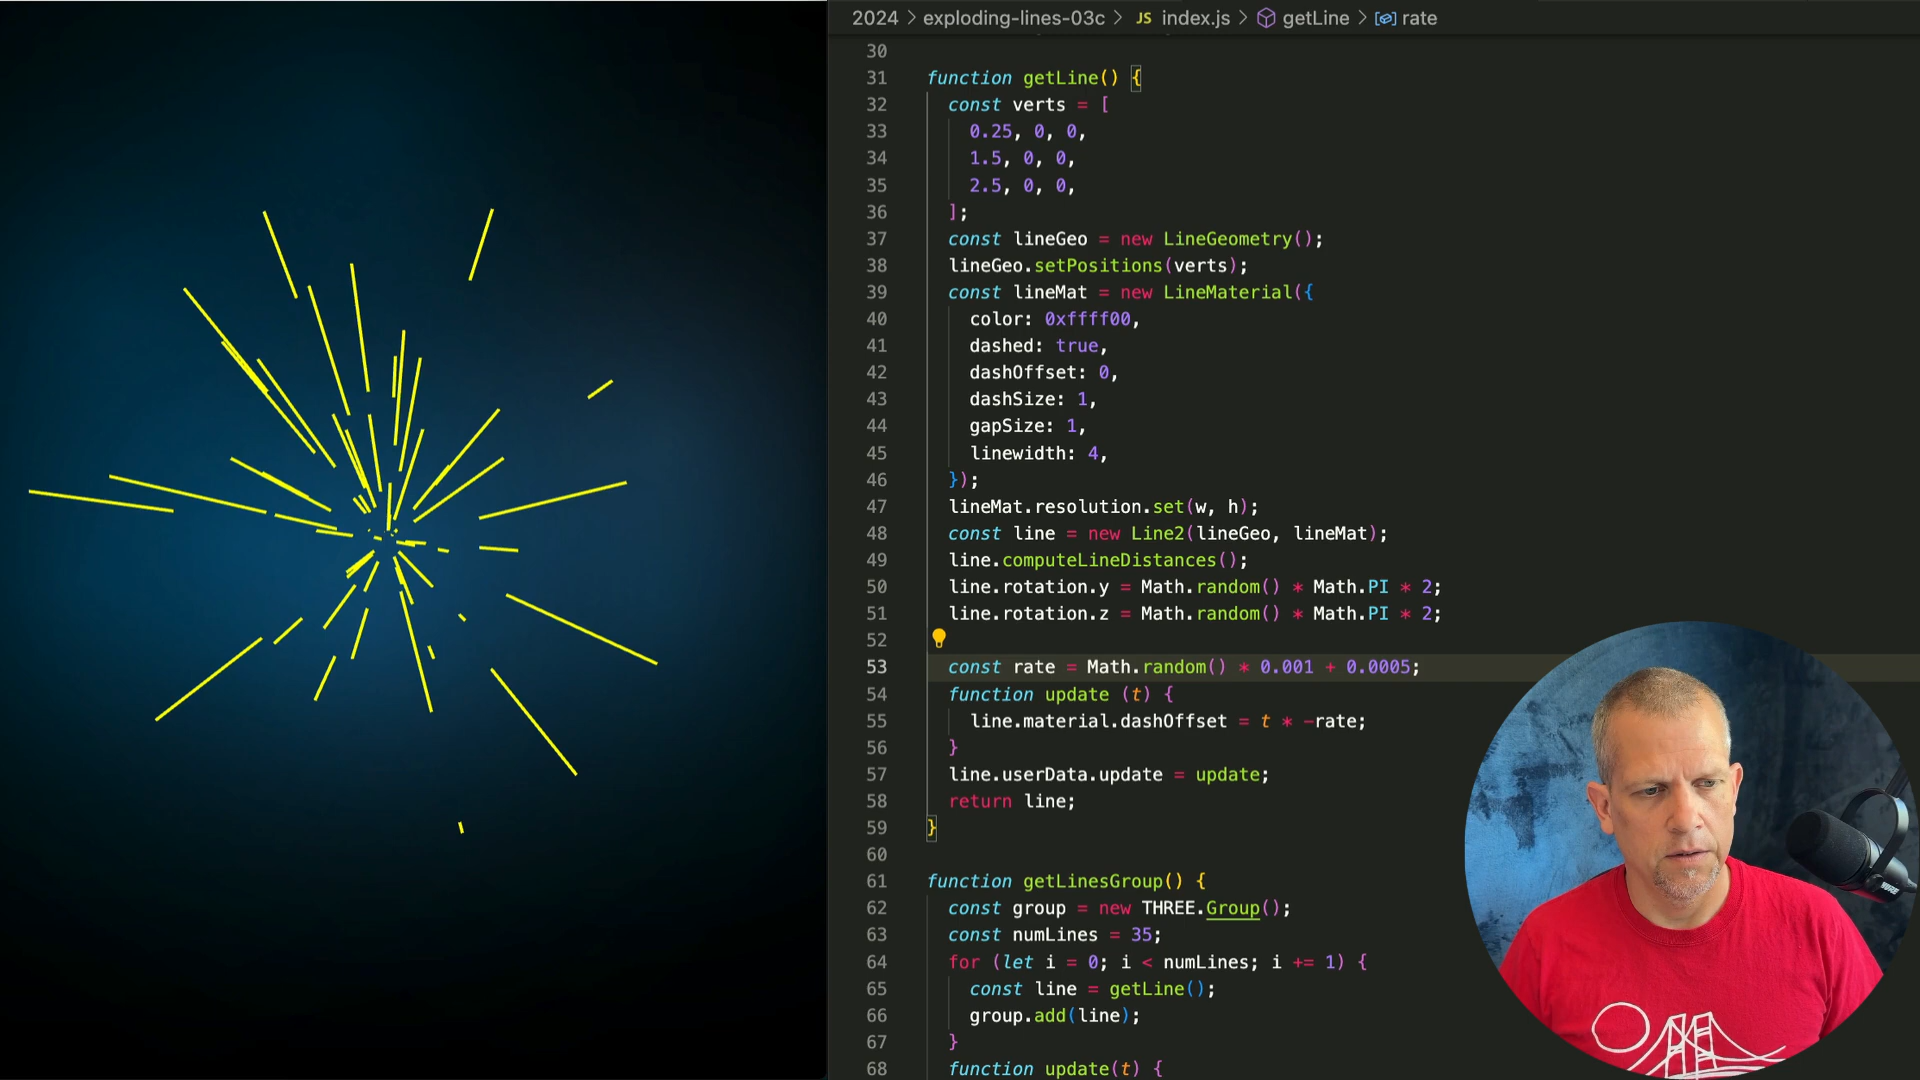 2024 > exploding-lines-03c > JS index.js > getLine > rate
30
31 function getLine() {
32 const verts = [
33 0.25, 0, 0,
34 1.5, 0, 0,
35 2.5, 0, 0,
36 ];
37 const lineGeo = new LineGeometry();
38 lineGeo.setPositions(verts);
39 const lineMat = new LineMaterial({
40 color: 0xffff00,
41 dashed: true,
42 dashOffset: 0,
43 dashSize: 1,
44 gapSize: 1,
45 linewidth: 4,
46 });
47 lineMat.resolution.set(w, h);
48 const line = new Line2(lineGeo, lineMat);
49 line.computeLineDistances();
50 line.rotation.y = Math.random() * Math.PI * 2;
51 line.rotation.z = Math.random() * Math.PI * 2;
52
53 const rate = Math.random() * 0.001 + 0.0005;
54 function update (t) {
55 line.material.dashOffset = t * -rate;
56 }
57 line.userData.update = update;
58 return line;
59 }
60
61 function getLinesGroup() {
62 const group = new THREE.Group();
63 const numLines = 35;
64 for (let i = 0; i < numLines; i += 1) {
65 const line = getLine();
66 group.add(line);
67 }
68 function update(t) {
SHURE